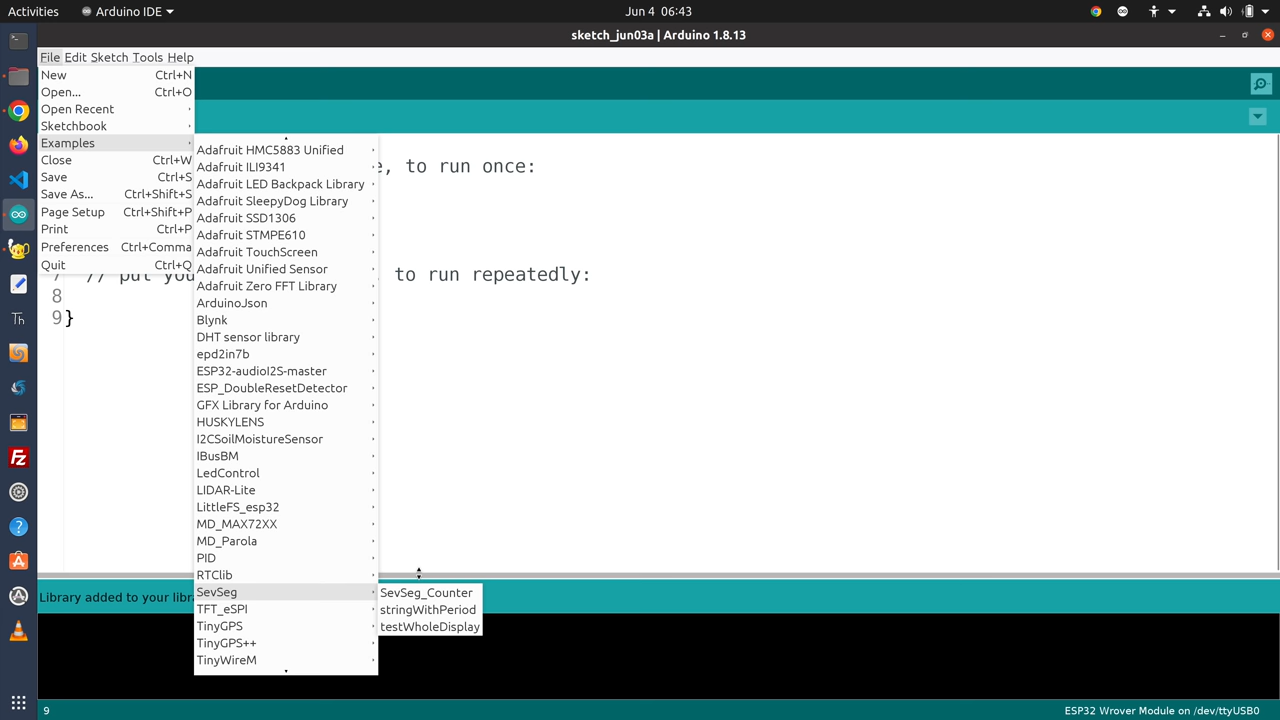 Activities Arduino IDE Jun 4 06:43
sketch_jun03a | Arduino 1.8.13
File Edit Sketch Tools Help
New Ctrl+N
Open... Ctrl+O
Open Recent
Sketchbook
Examples
Close Ctrl+W
Save Ctrl+S
Save As... Ctrl+Shift+S
Page Setup Ctrl+Shift+P
Print Ctrl+P
Preferences Ctrl+Comma
Quit Ctrl+Q
Adafruit HMC5883 Unified
Adafruit ILI9341
Adafruit LED Backpack Library
Adafruit SleepyDog Library
Adafruit SSD1306
Adafruit STMPE610
Adafruit TouchScreen
Adafruit Unified Sensor
Adafruit Zero FFT Library
ArduinoJson
Blynk
DHT sensor library
epd2in7b
ESP32-audioI2S-master
ESP_DoubleResetDetector
GFX Library for Arduino
HUSKYLENS
I2CSoilMoistureSensor
IBusBM
LedControl
LIDAR-Lite
LittleFS_esp32
MD_MAX72XX
MD_Parola
PID
RTClib
SevSeg
TFT_eSPI
TinyGPS
TinyGPS++
TinyWireM
SevSeg_Counter
stringWithPeriod
testWholeDisplay
, to run once:
// put you to run repeatedly:
8
9 }
Library added to your libra
9 ESP32 Wrover Module on /dev/ttyUSB0
Th
Fz